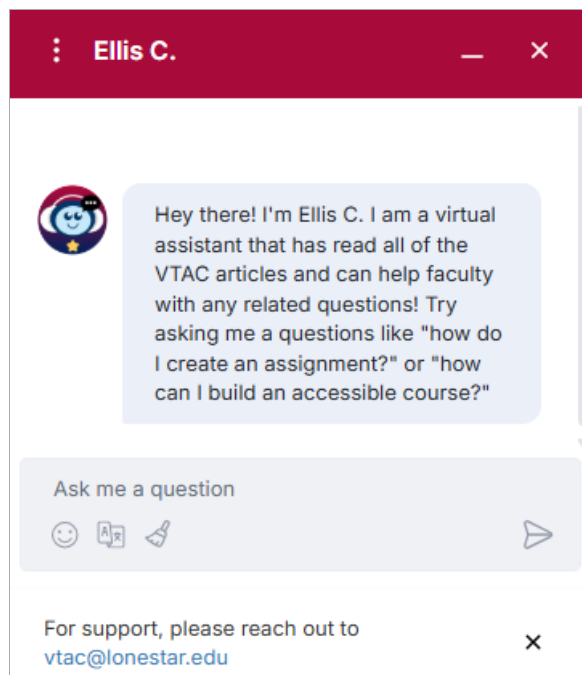 Ellis C.
Hey there! I'm Ellis C. I am a virtual
assistant that has read all of the
VTAC articles and can help faculty
with any related questions! Try
asking me a questions like "how do
I create an assignment?" or "how
can I build an accessible course?"
Ask me a question
For support, please reach out to
vtac@lonestar.edu